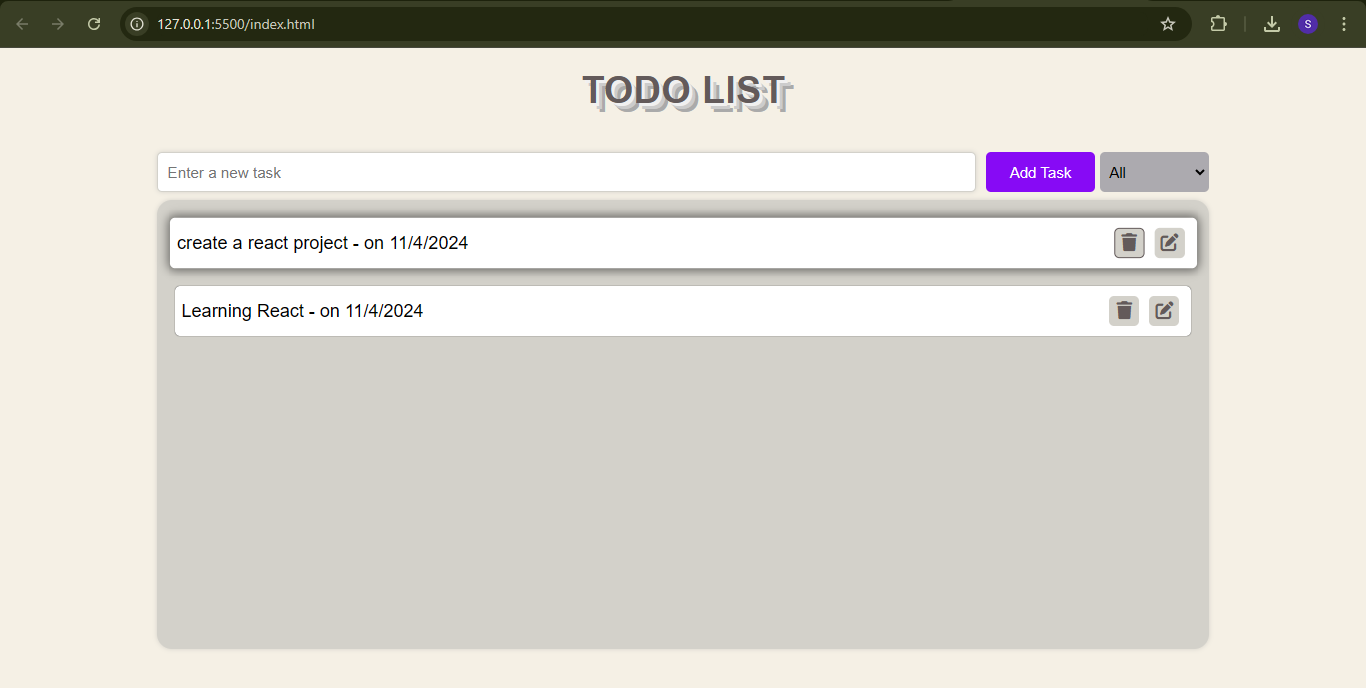 127.0.0.1:5500/index.html
S
TODO LIST
Enter a new task
Add Task
All
create a react project - on 11/4/2024
Learning React - on 11/4/2024